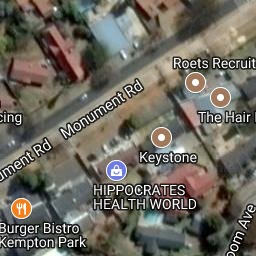 Roets Recruit
The Hair
cing
Monument Rd
ument Rd
Keystone
HIPPOCRATES
HEALTH WORLD
Burger Bistro
Kempton Park
oom Ave